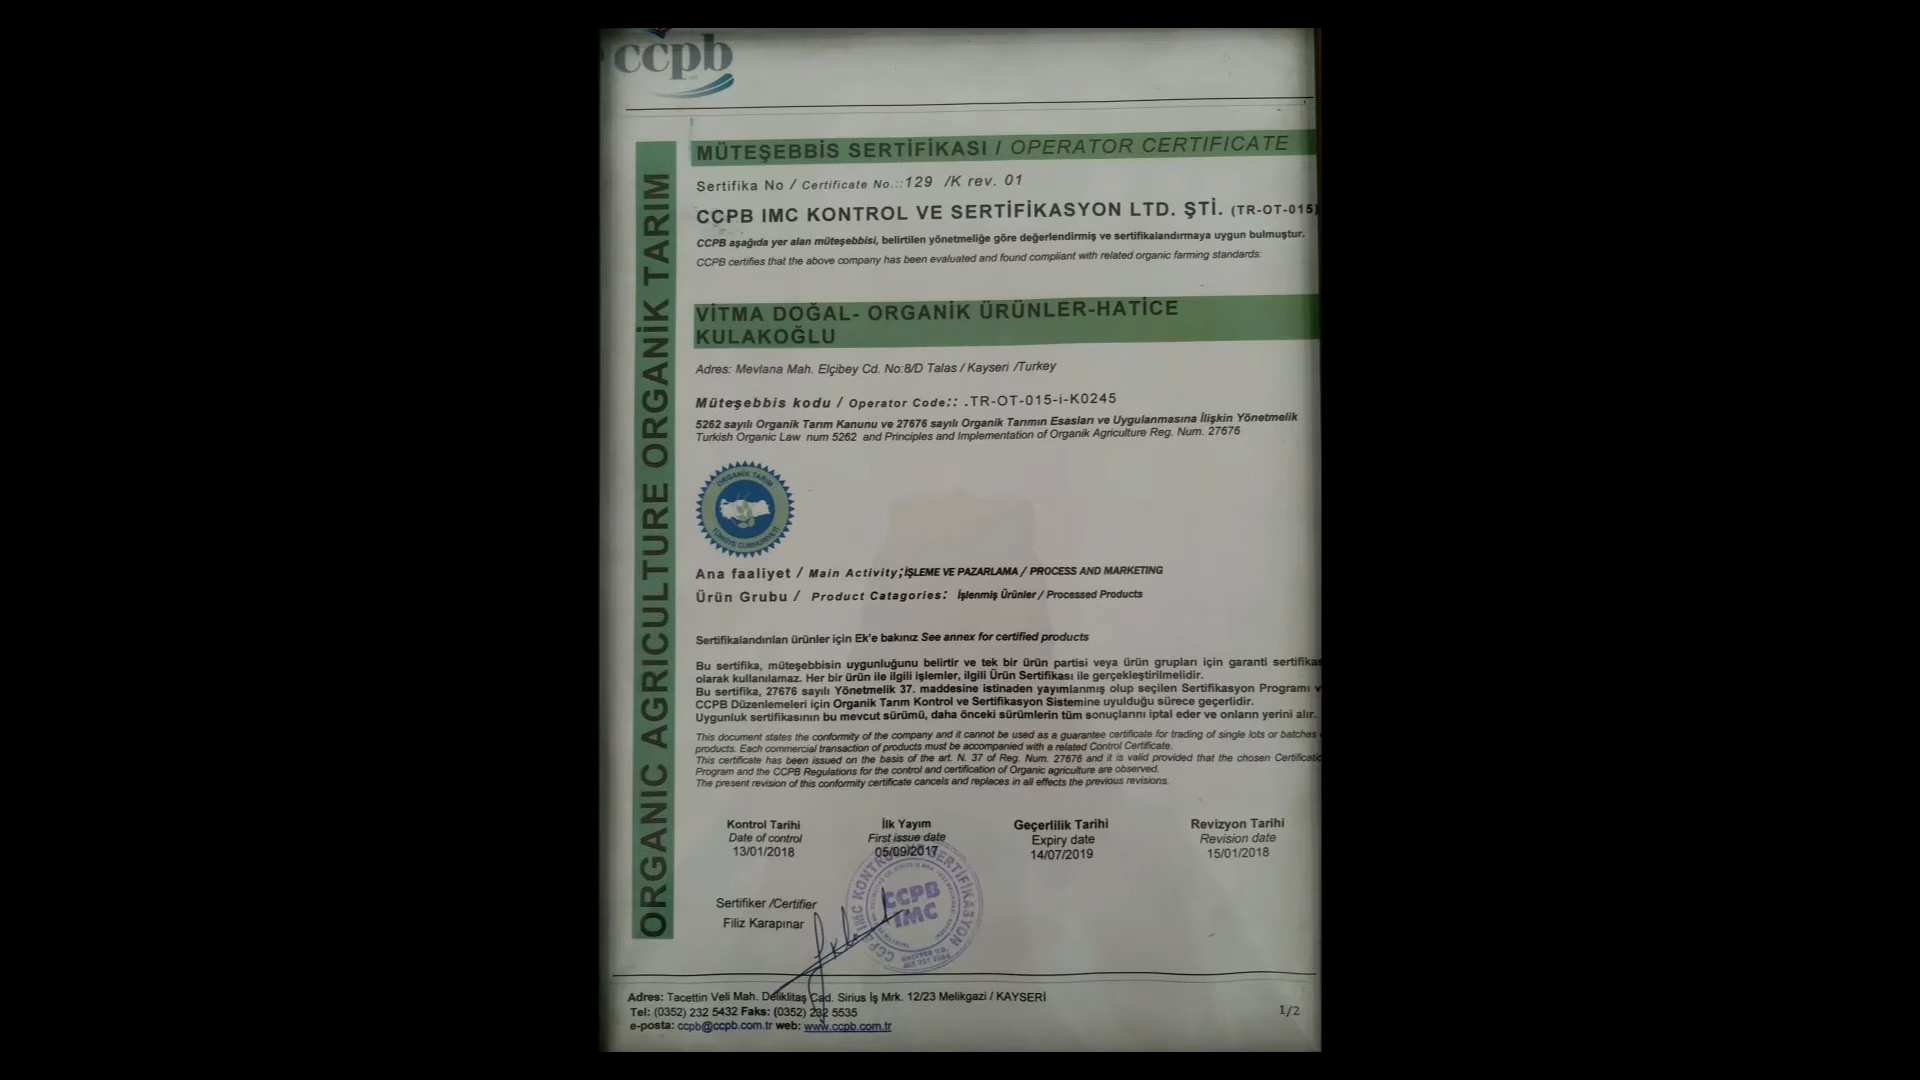 ccpb
ORGANIC AGRICULTURE ORGANİK TARIM
MÜTEŞEBBİS SERTİFİKASI / OPERATOR CERTIFICATE
Sertifika No / Certificate No.::129 /K rev. 01
CCPB IMC KONTROL VE SERTİFİKASYON LTD. ŞTİ. (TR-OT-015)
CCPB aşağıda yer alan müteşebbisi, belirtilen yönetmeliğe göre değerlendirmiş ve sertifikalandırmaya uygun bulmuştur.
CCPB certifies that the above company has been evaluated and found compliant with related organic farming standards:
VİTMA DOĞAL- ORGANİK ÜRÜNLER-HATİCE
KULAKOĞLU
Adres: Mevlana Mah. Elçibey Cd. No:8/D Talas / Kayseri /Turkey
Müteşebbis kodu / Operator Code:: .TR-OT-015-i-K0245
5262 sayılı Organik Tarım Kanunu ve 27676 sayılı Organik Tarımın Esasları ve Uygulanmasına İlişkin Yönetmelik
Turkish Organic Law num 5262 and Principles and Implementation of Organik Agriculture Reg. Num. 27676
ORGANİK TARIM
TÜRKİYE CUMHURİYETİ
Ana faaliyet / Main Activity;İŞLEME VE PAZARLAMA / PROCESS AND MARKETING
Ürün Grubu / Product Catagories: İşlenmiş Ürünler / Processed Products
Sertifikalandırılan ürünler için Ek'e bakınız See annex for certified products
Bu sertifika, müteşebbisin uygunluğunu belirtir ve tek bir ürün partisi veya ürün grupları için garanti sertifikas
olarak kullanılamaz. Her bir ürün ile ilgili işlemler, ilgili Ürün Sertifikası ile gerçekleştirilmelidir.
Bu sertifika, 27676 sayılı Yönetmelik 37. maddesine istinaden yayımlanmış olup seçilen Sertifikasyon Programı v
CCPB Düzenlemeleri için Organik Tarım Kontrol ve Sertifikasyon Sistemine uyulduğu sürece geçerlidir.
Uygunluk sertifikasının bu mevcut sürümü, daha önceki sürümlerin tüm sonuçlarını iptal eder ve onların yerini alır.
This document states the conformity of the company and it cannot be used as a guarantee certificate for trading of single lots or batches
products. Each commercial transaction of products must be accompanied with a related Control Certificate.
This certificate has been issued on the basis of the art. N. 37 of Reg. Num. 27676 and it is valid provided that the chosen Certificatio
Program and the CCPB Regulations for the control and certification of Organic agriculture are observed.
The present revision of this conformity certificate cancels and replaces in all effects the previous revisions.
Kontrol Tarihi İlk Yayım Geçerlilik Tarihi Revizyon Tarihi
Date of control First issue date Expiry date Revision date
13/01/2018 05/09/2017 14/07/2019 15/01/2018
Sertifiker /Certifier
Filiz Karapınar
CCPB IMC KONTROL VE SERTİFİKASYON
CCPB
IMC
Adres: Tacettin Veli Mah. Deliklitaş Cad. Sirius İş Mrk. 12/23 Melikgazi / KAYSERİ
Tel: (0352) 232 5432 Faks: (0352) 232 5535
e-posta: ccpb@ccpb.com.tr web: www.ccpb.com.tr
1/2